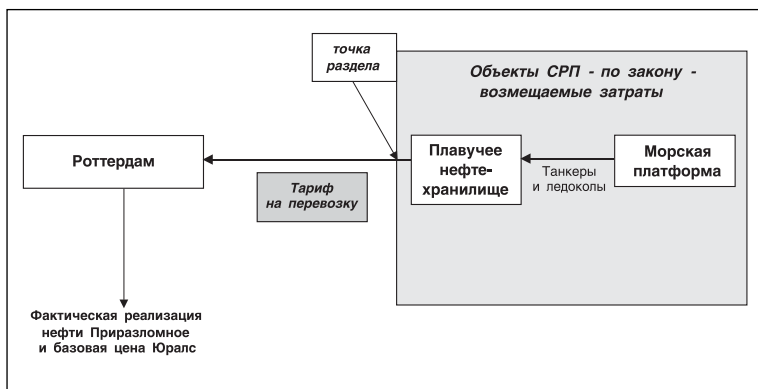 точка
раздела
Объекты СРП - по закону -
возмещаемые затраты
Роттердам
Плавучее
нефте-
хранилище
Морская
платформа
Танкеры
и ледоколы
Тариф
на перевозку
Фактическая реализация
нефти Приразломное
и базовая цена Юралс